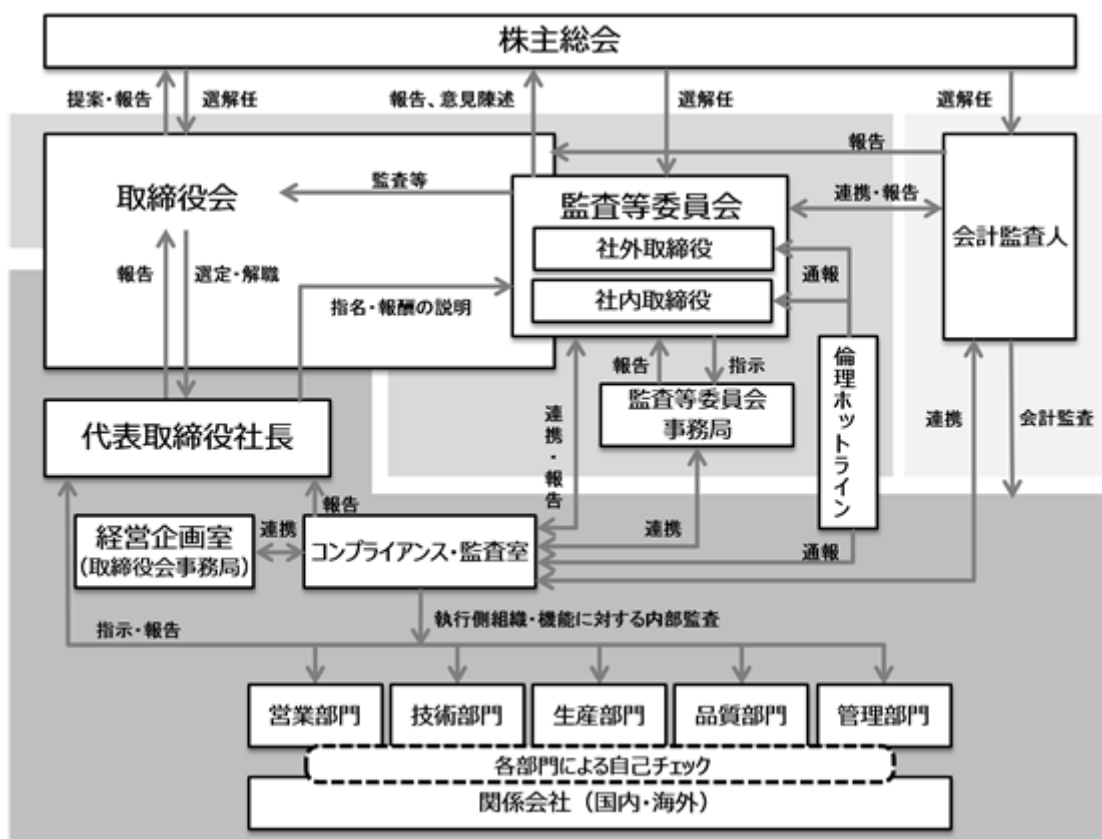 株主総会
提案・報告
選解任
報告、意見陳述
選解任
選解任
報告
取締役会
監査等
監査等委員会
連携・報告
会計監査人
社外取締役
通報
社内取締役
報告
選定・解職
指名・報酬の説明
報告
指示
倫理ホットライン
監査等委員会
事務局
連携・報告
連携
会計監査
代表取締役社長
報告
経営企画室
(取締役会事務局)
連携
コンプライアンス・監査室
連携
通報
執行側組織・機能に対する内部監査
指示・報告
営業部門
技術部門
生産部門
品質部門
管理部門
各部門による自己チェック
関係会社（国内・海外）